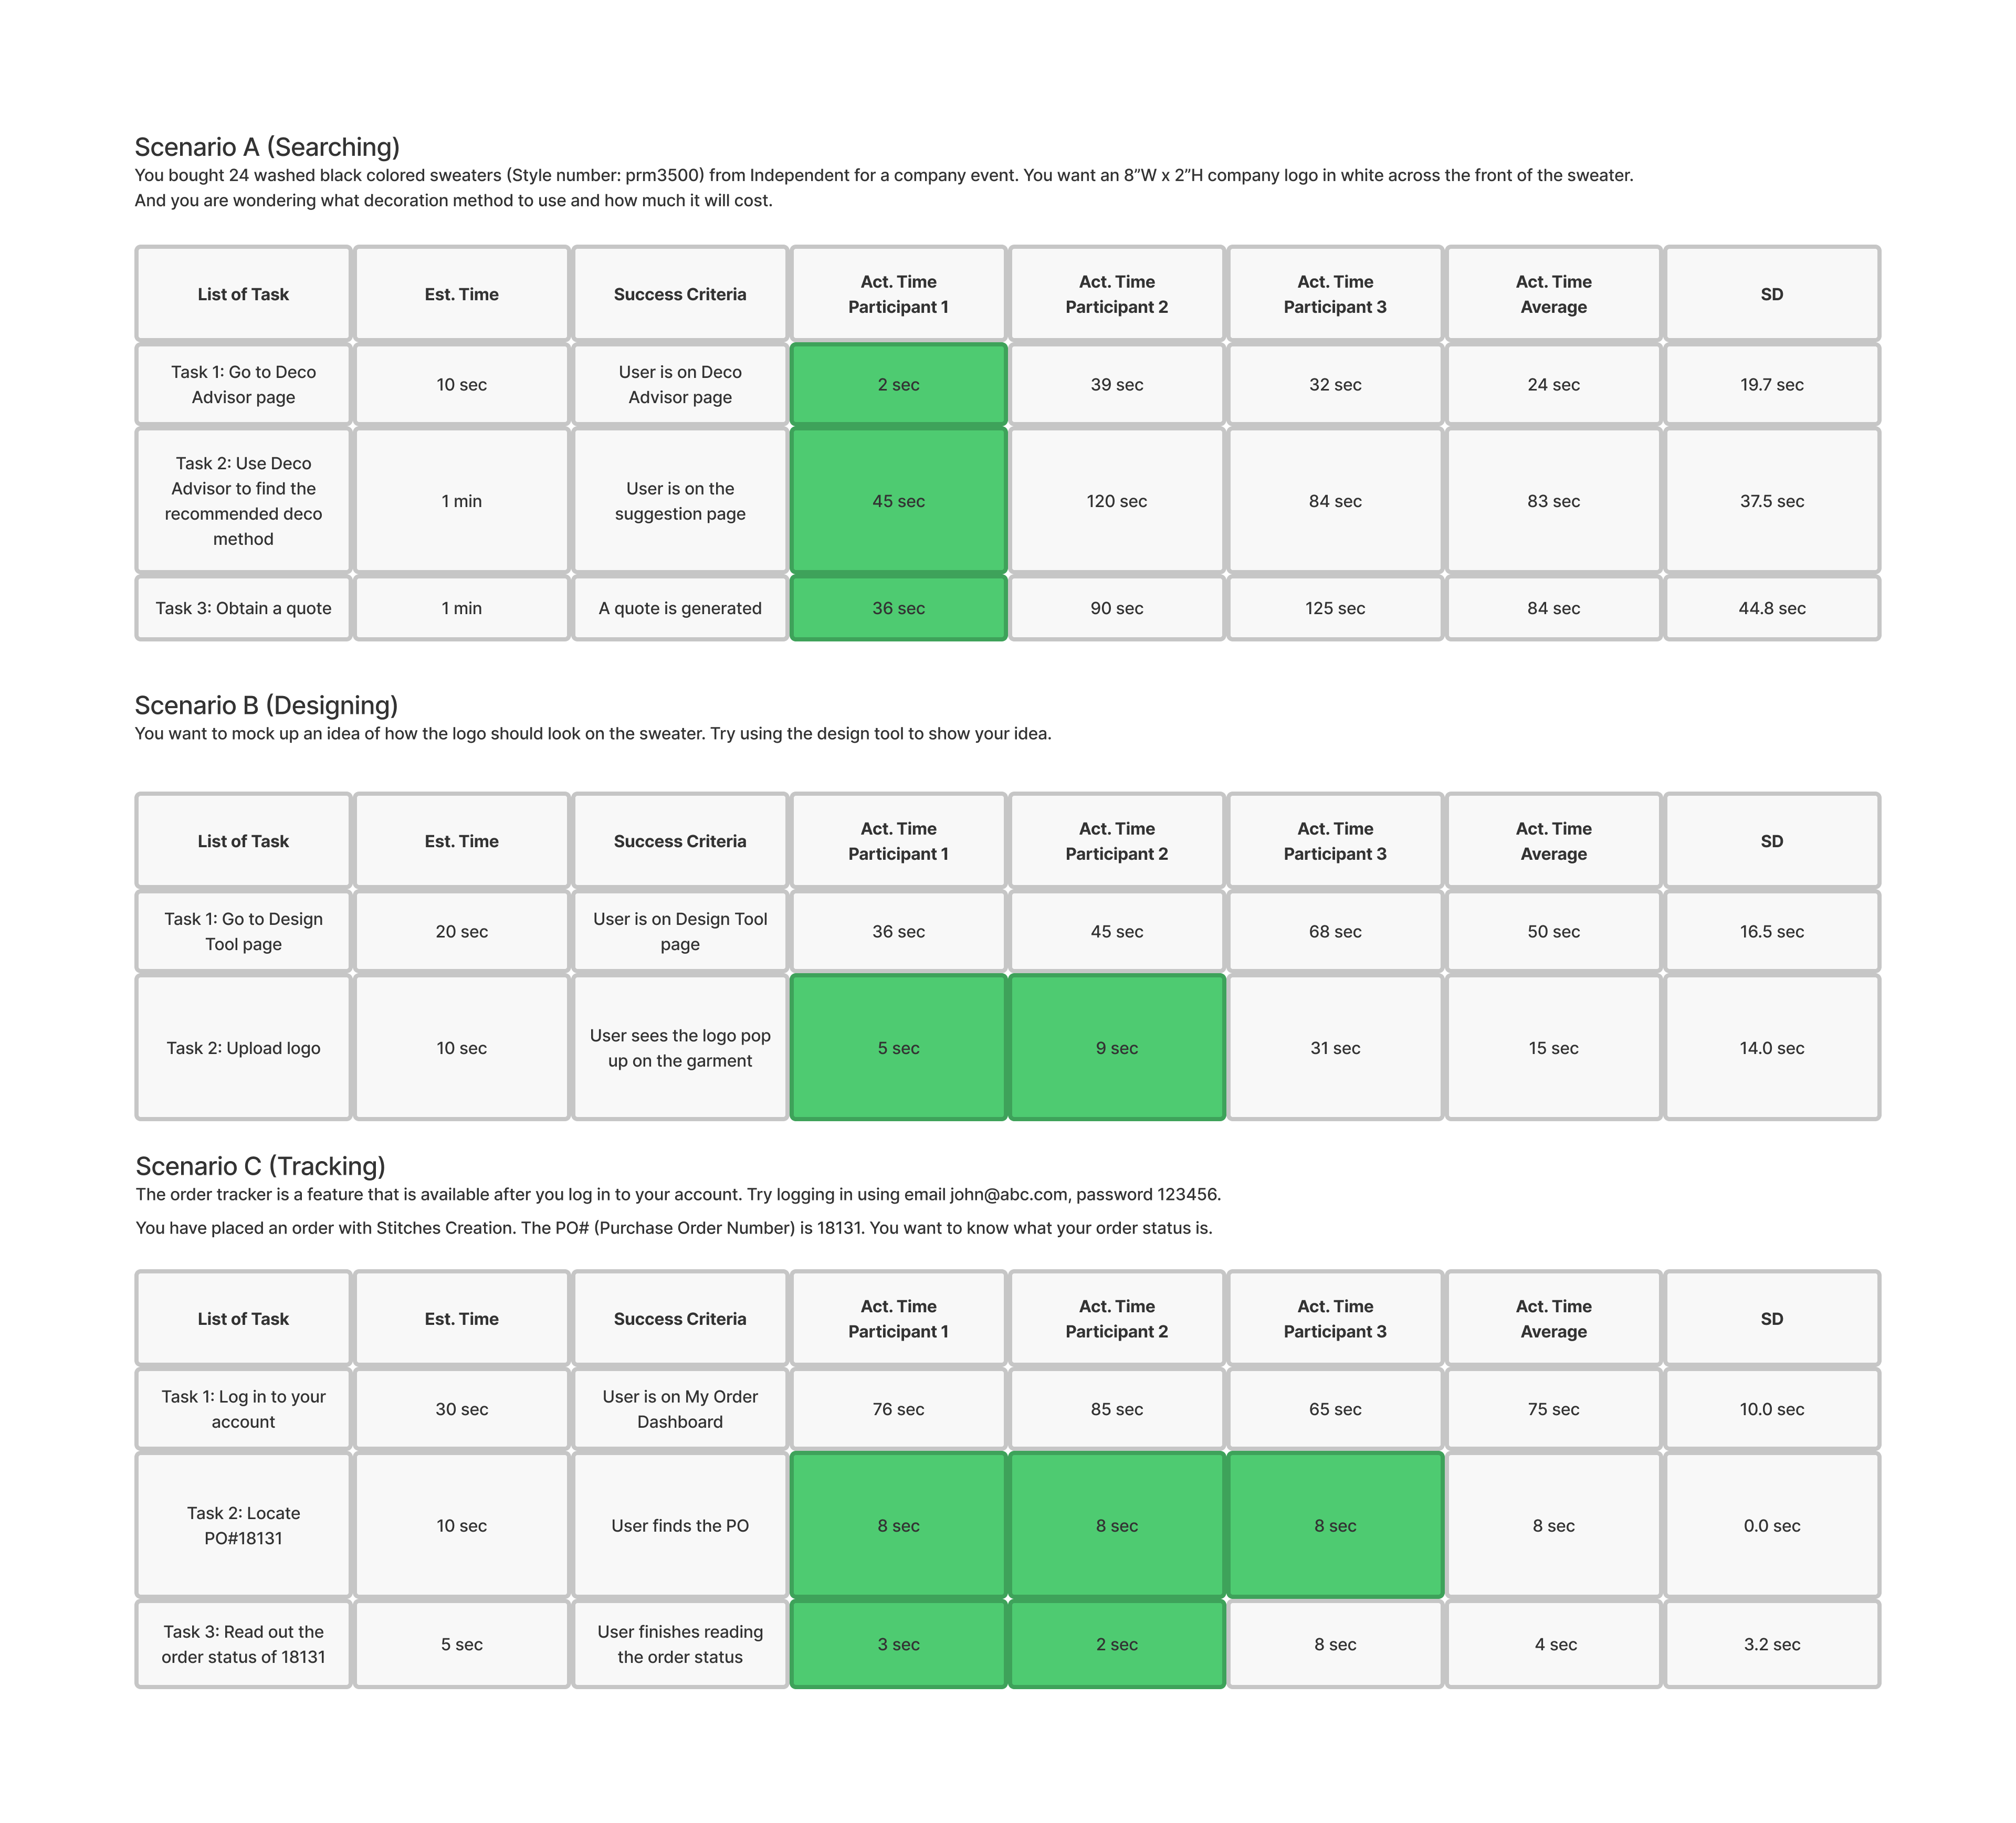 Scenario A (Searching)
You bought 24 washed black colored sweaters (Style number: prm3500) from Independent for a company event. You want an 8”W x 2”H company logo in white across the front of the sweater.
And you are wondering what decoration method to use and how much it will cost.
List of Task
Est. Time
Success Criteria
Act. Time
Participant 1
Act. Time
Participant 2
Act. Time
Participant 3
Act. Time
Average
SD
Task 1: Go to Deco
Advisor page
10 sec
User is on Deco
Advisor page
2 sec
39 sec
32 sec
24 sec
19.7 sec
Task 2: Use Deco
Advisor to find the
recommended deco
method
1 min
User is on the
suggestion page
45 sec
120 sec
84 sec
83 sec
37.5 sec
Task 3: Obtain a quote
1 min
A quote is generated
36 sec
90 sec
125 sec
84 sec
44.8 sec
Scenario B (Designing)
You want to mock up an idea of how the logo should look on the sweater. Try using the design tool to show your idea.
List of Task
Est. Time
Success Criteria
Act. Time
Participant 1
Act. Time
Participant 2
Act. Time
Participant 3
Act. Time
Average
SD
Task 1: Go to Design
Tool page
20 sec
User is on Design Tool
page
36 sec
45 sec
68 sec
50 sec
16.5 sec
Task 2: Upload logo
10 sec
User sees the logo pop
up on the garment
5 sec
9 sec
31 sec
15 sec
14.0 sec
Scenario C (Tracking)
The order tracker is a feature that is available after you log in to your account. Try logging in using email john@abc.com, password 123456.
You have placed an order with Stitches Creation. The PO# (Purchase Order Number) is 18131. You want to know what your order status is.
List of Task
Est. Time
Success Criteria
Act. Time
Participant 1
Act. Time
Participant 2
Act. Time
Participant 3
Act. Time
Average
SD
Task 1: Log in to your
account
30 sec
User is on My Order
Dashboard
76 sec
85 sec
65 sec
75 sec
10.0 sec
Task 2: Locate
PO#18131
10 sec
User finds the PO
8 sec
8 sec
8 sec
8 sec
0.0 sec
Task 3: Read out the
order status of 18131
5 sec
User finishes reading
the order status
3 sec
2 sec
8 sec
4 sec
3.2 sec